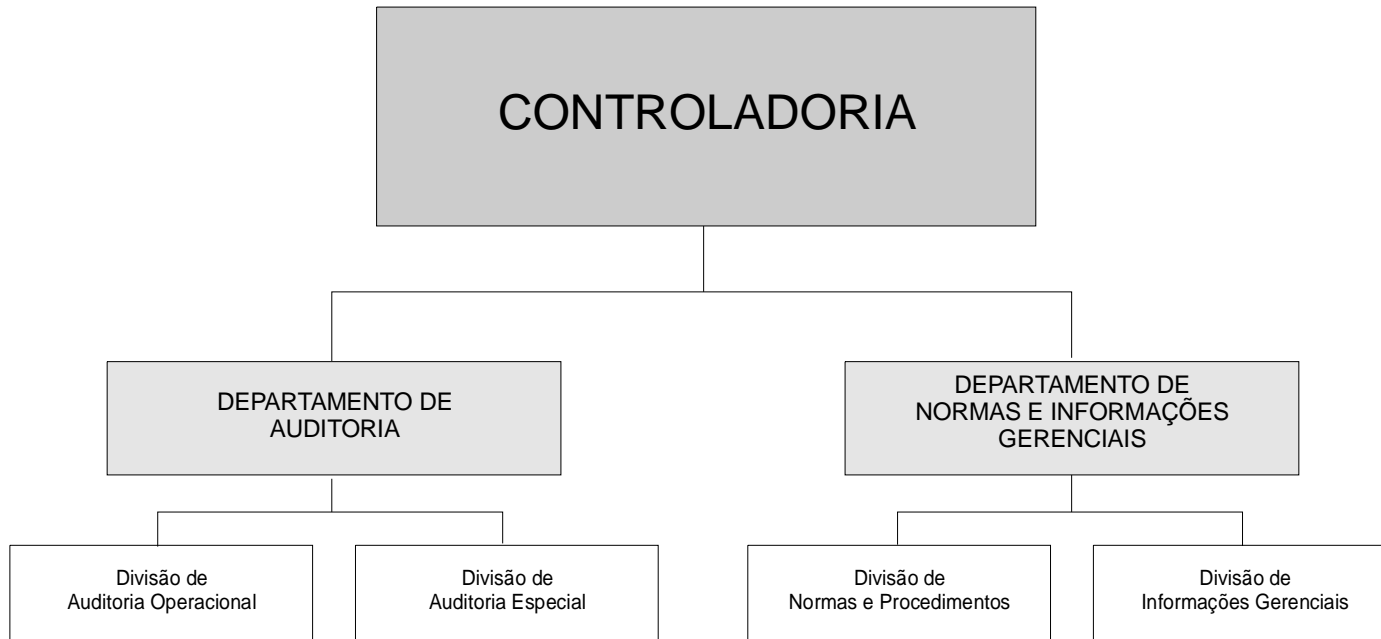 CONTROLADORIA
DEPARTAMENTO DE
AUDITORIA
DEPARTAMENTO DE
NORMAS E INFORMAÇÕES
GERENCIAIS
Divisão de
Auditoria Operacional
Divisão de
Auditoria Especial
Divisão de
Normas e Procedimentos
Divisão de
Informações Gerenciais